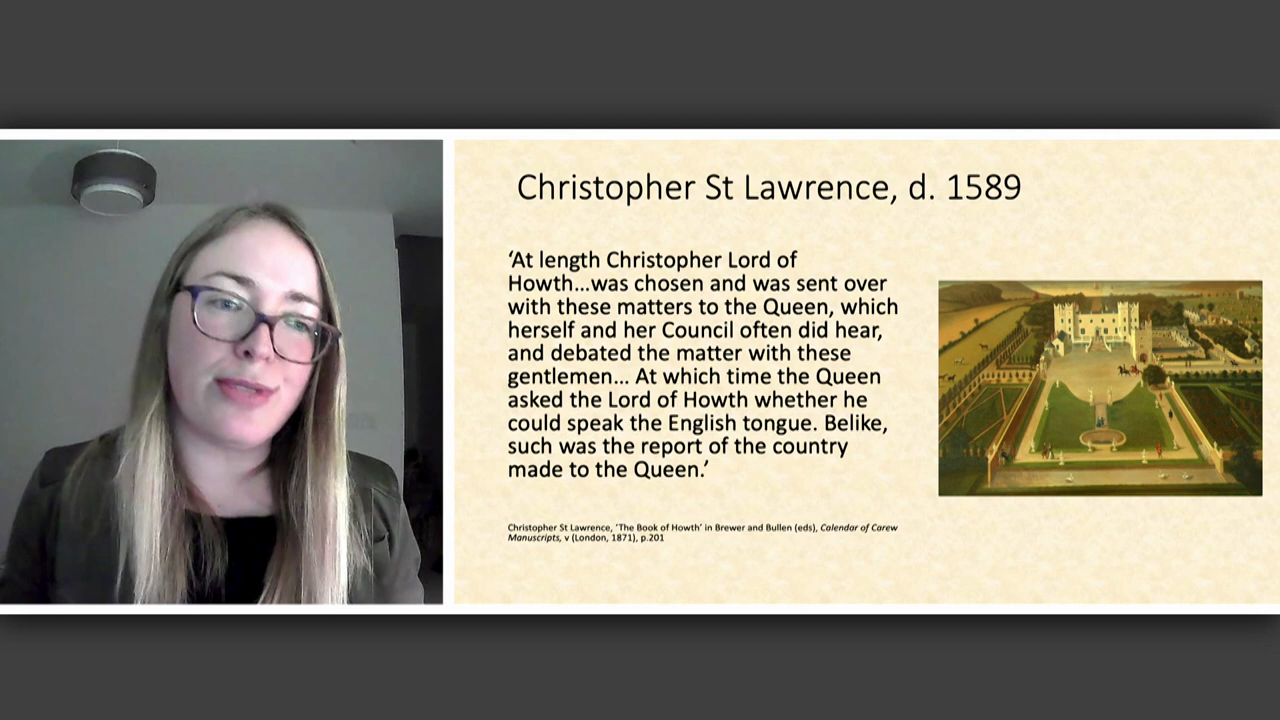 Christopher St Lawrence, d. 1589
‘At length Christopher Lord of
Howth…was chosen and was sent over
with these matters to the Queen, which
herself and her Council often did hear,
and debated the matter with these
gentlemen… At which time the Queen
asked the Lord of Howth whether he
could speak the English tongue. Belike,
such was the report of the country
made to the Queen.’
Christopher St Lawrence, ‘The Book of Howth’ in Brewer and Bullen (eds), Calendar of Carew
Manuscripts, v (London, 1871), p.201